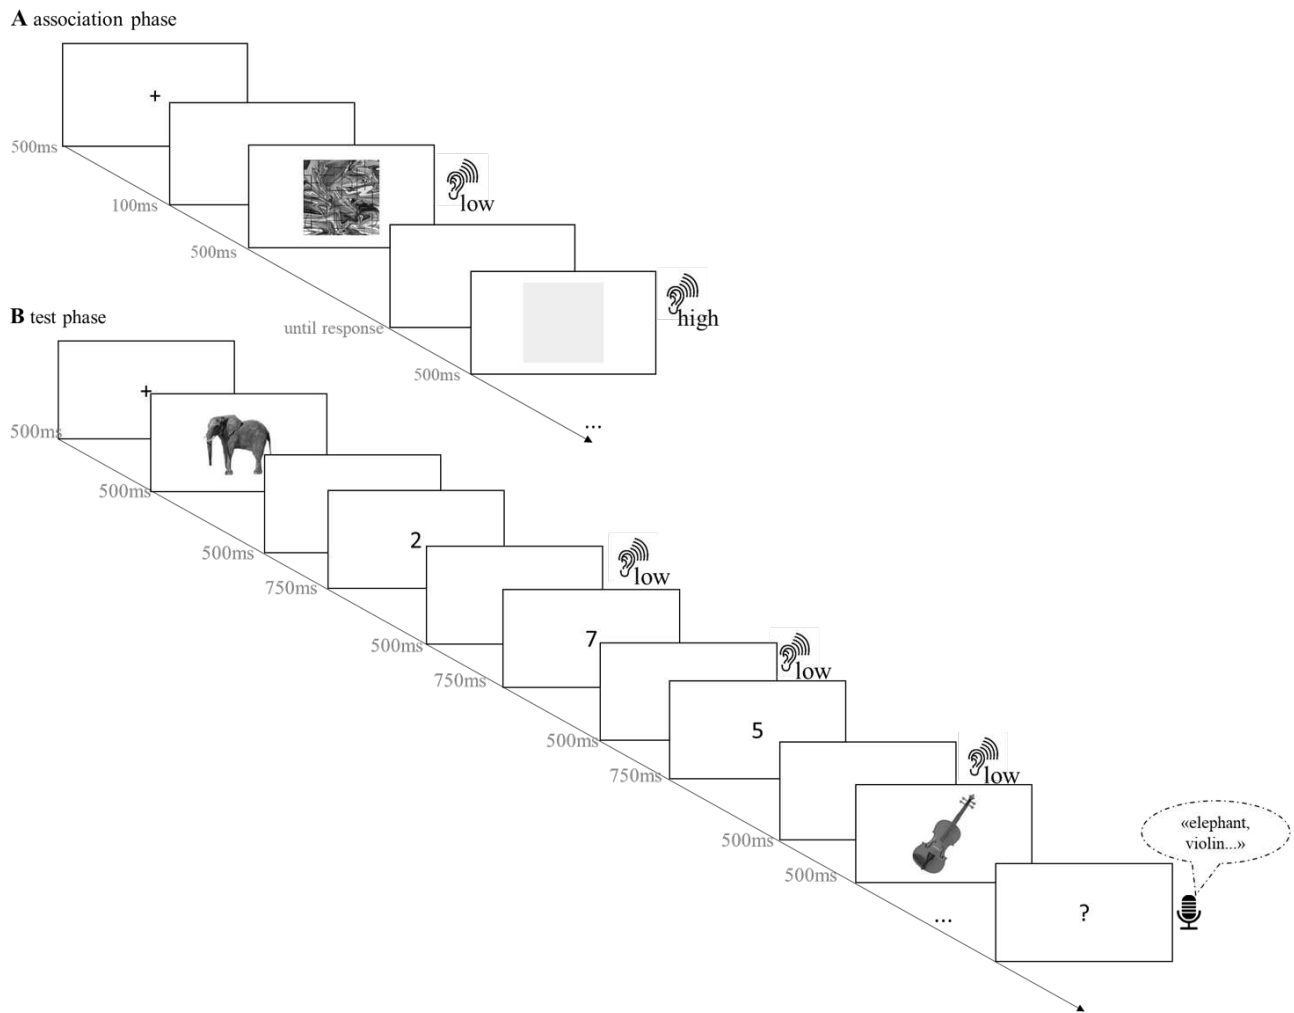 A association phase
+
500ms
100ms
low
500ms
until response
high
500ms
...
B test phase
+
500ms
500ms
500ms
2
750ms
low
500ms
7
750ms
low
500ms
5
750ms
low
500ms
500ms
...
?
«elephant,
violin...»